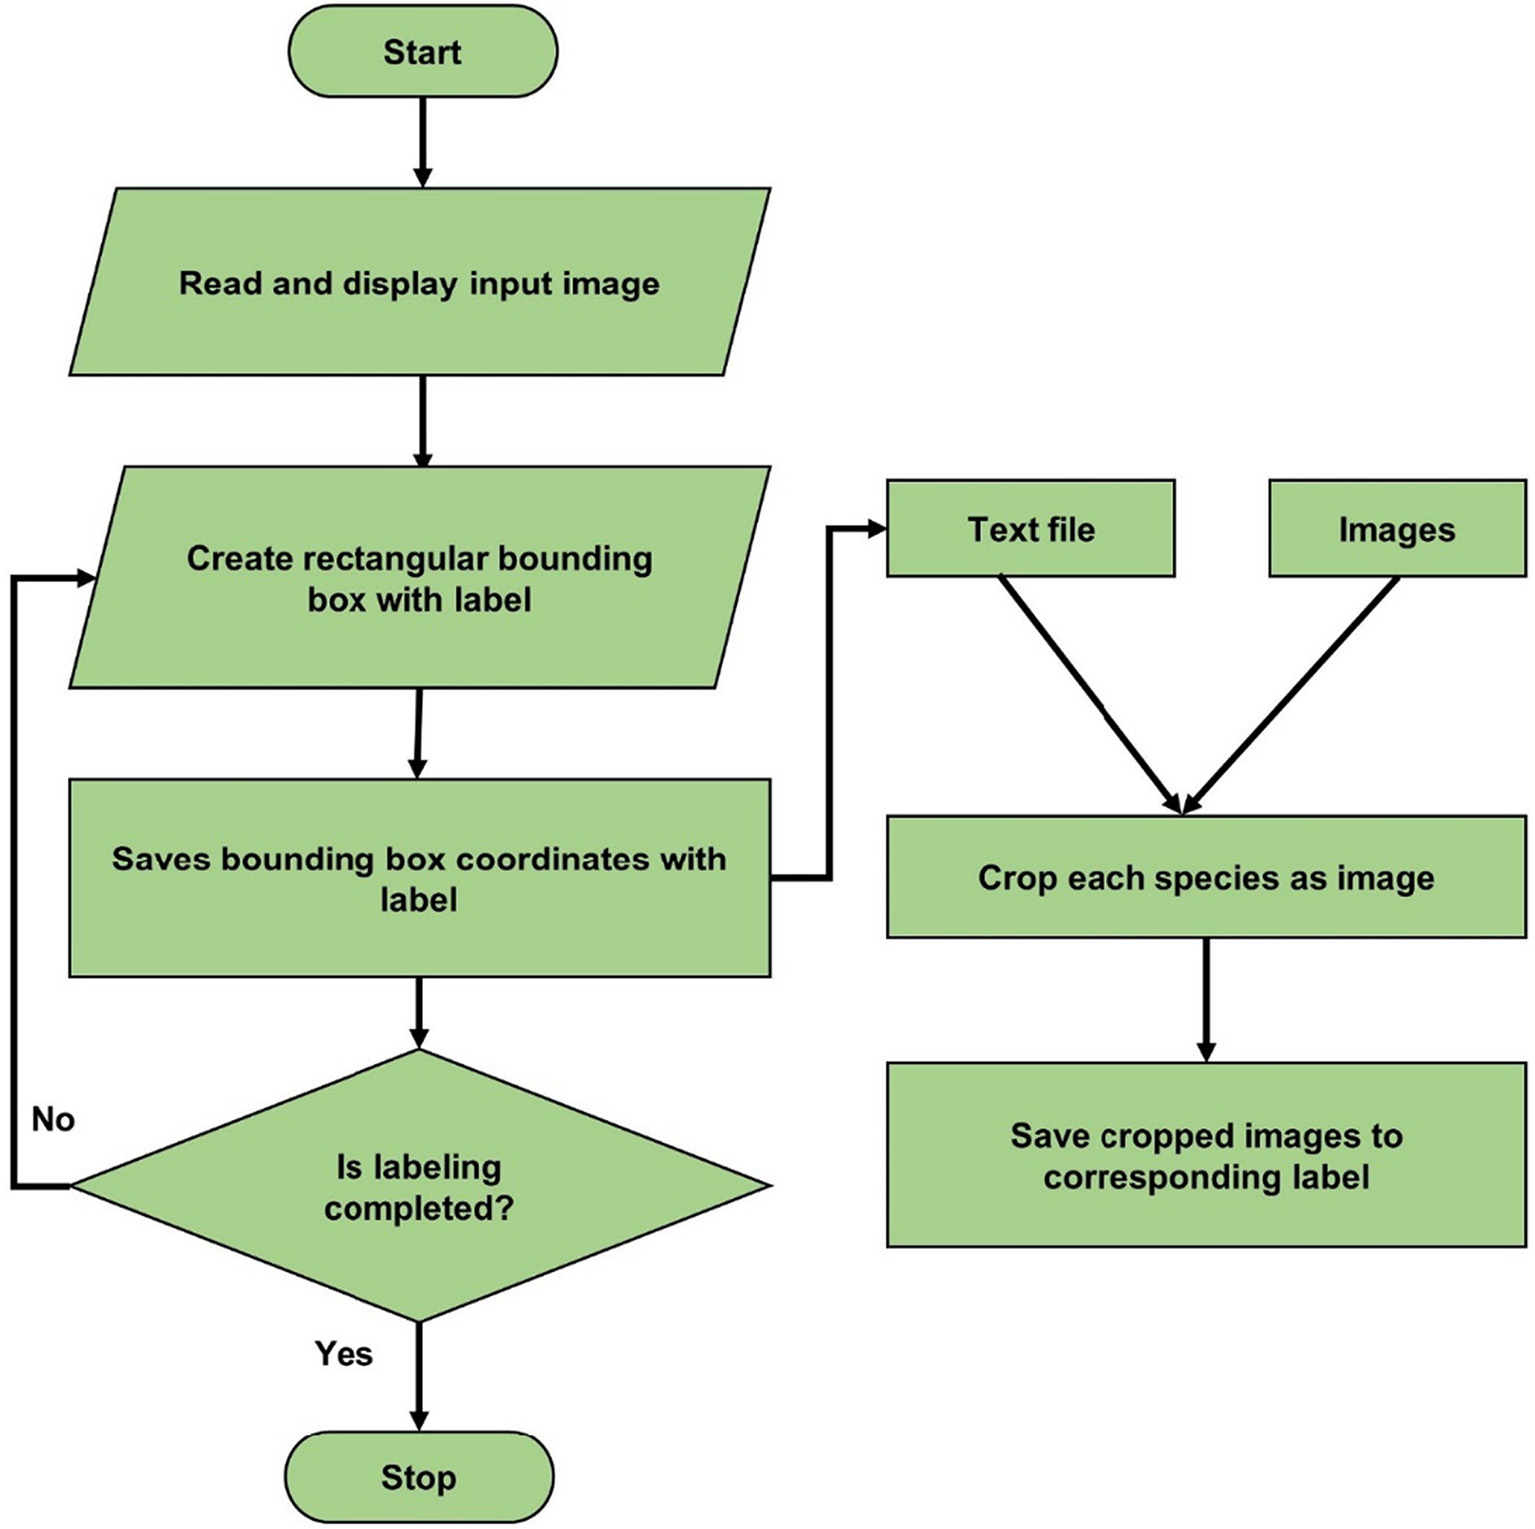 Start
Read and display input image
Create rectangular bounding
box with label
Saves bounding box coordinates with
label
No
Is labeling
completed?
Yes
Stop
Text file
Images
Crop each species as image
Save cropped images to
corresponding label